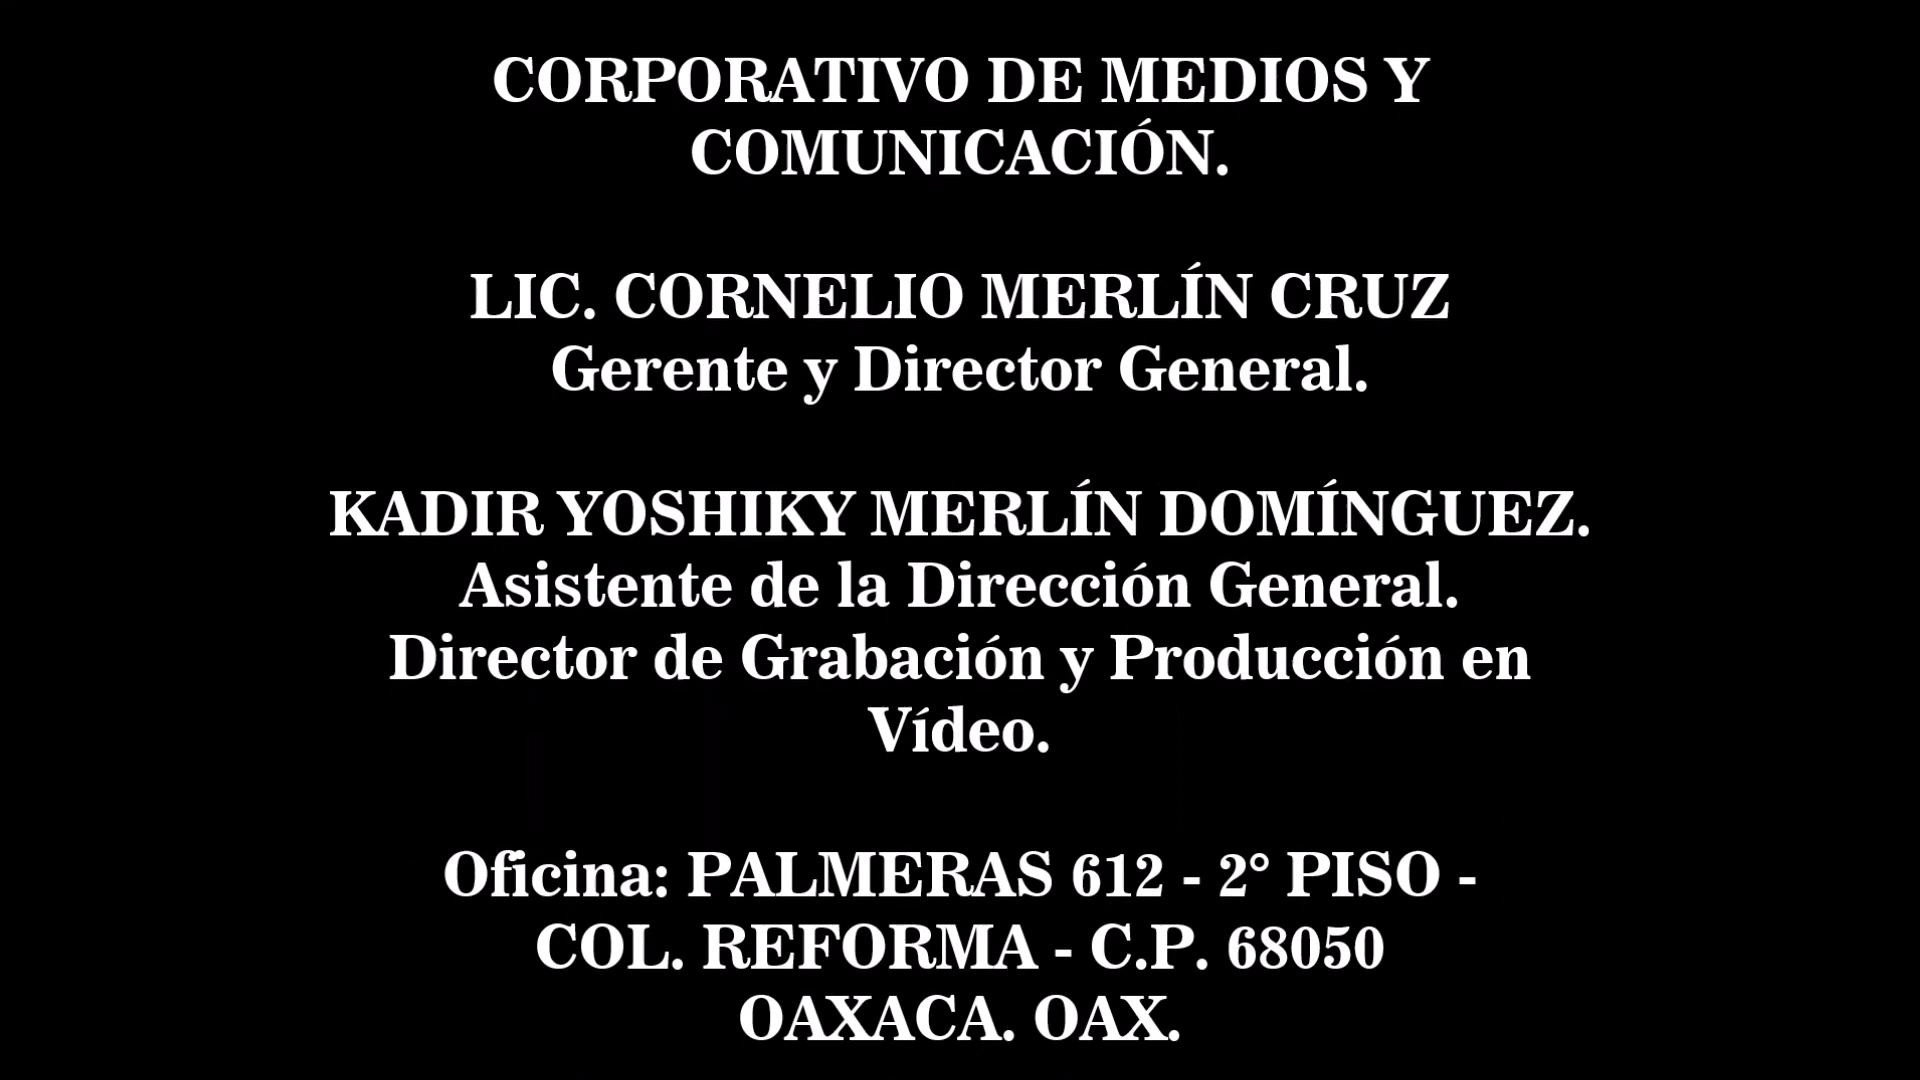 CORPORATIVO DE MEDIOS Y
COMUNICACIÓN.
LIC. CORNELIO MERLÍN CRUZ
Gerente y Director General.
KADIR YOSHIKY MERLÍN DOMÍNGUEZ.
Asistente de la Dirección General.
Director de Grabación y Producción en
Vídeo.
Oficina: PALMERAS 612 - 2° PISO -
COL. REFORMA - C.P. 68050
OAXACA. OAX.